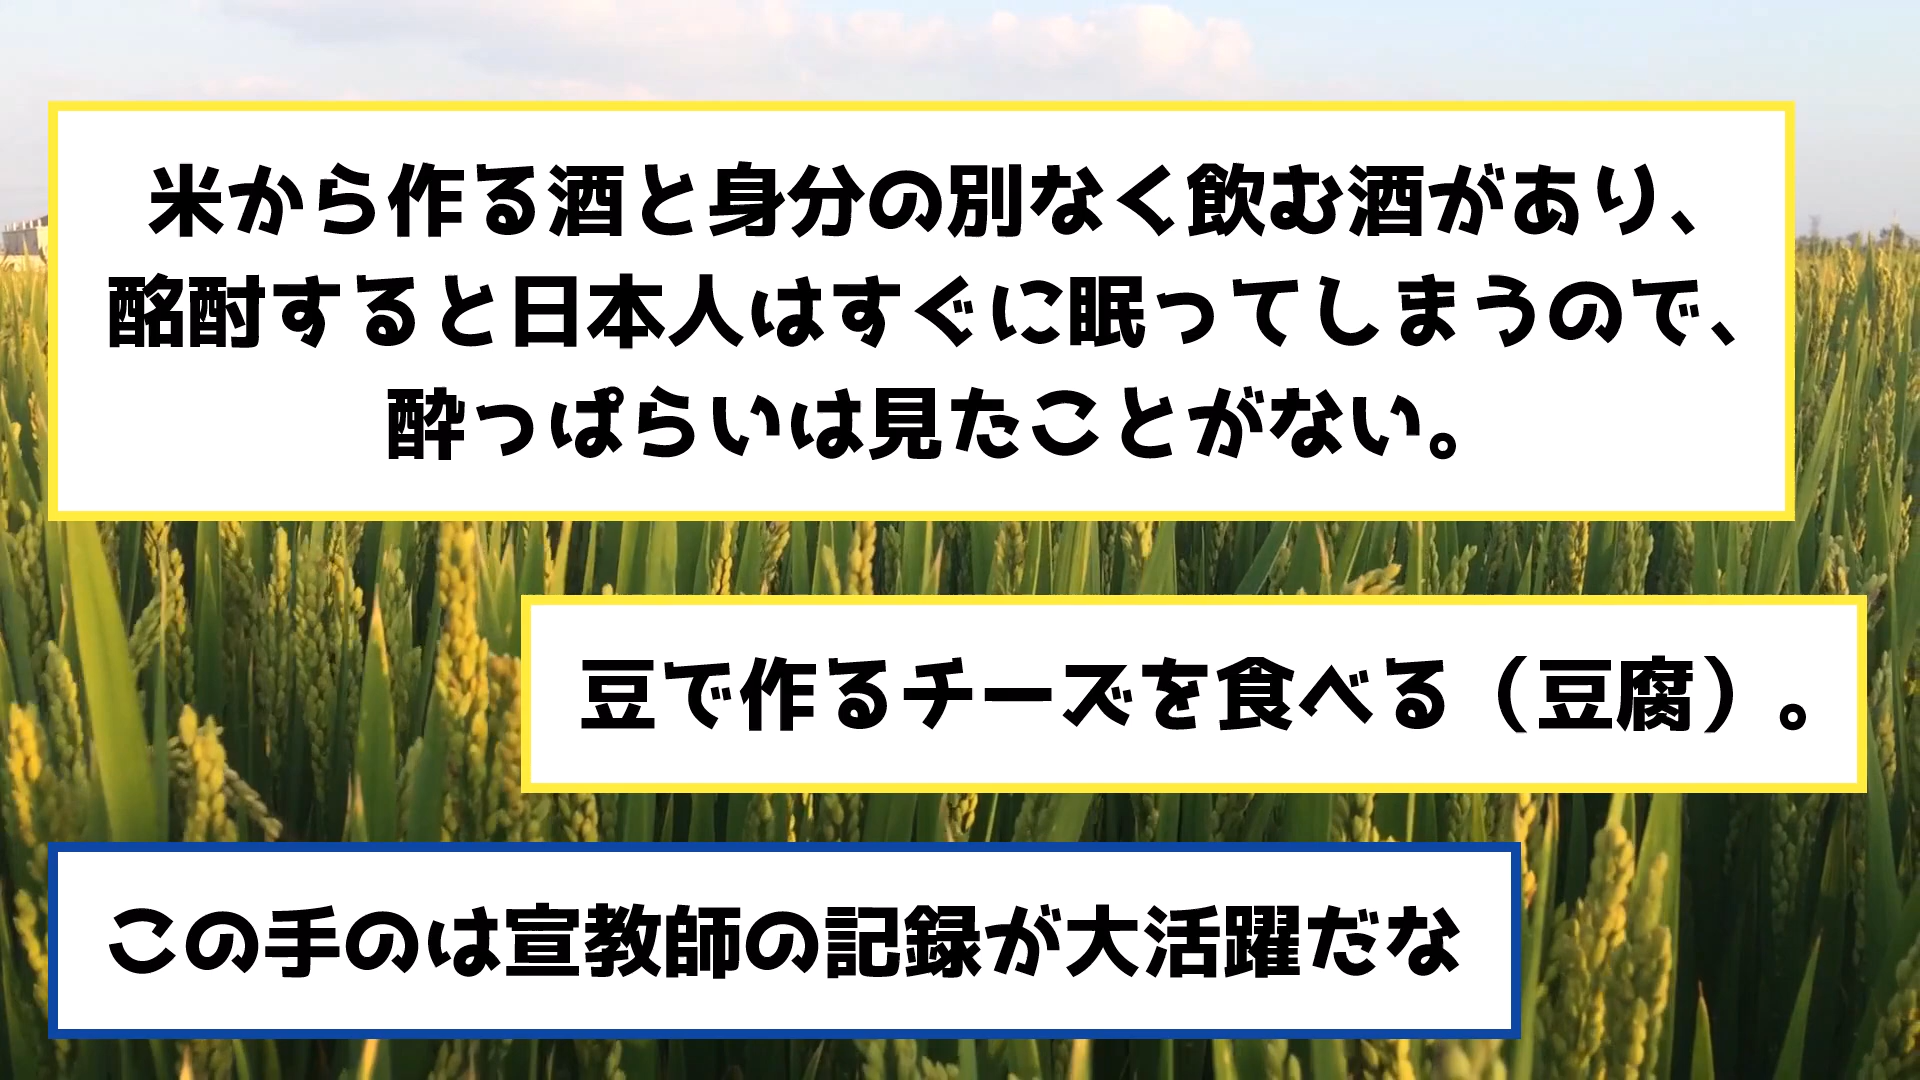 米から作る酒と身分の別なく飲む酒があり、
酩酊すると日本人はすぐに眠ってしまうので、
酔っぱらいは見たことがない。
豆で作るチーズを食べる（豆腐）。
この手のは宣教師の記録が大活躍だな